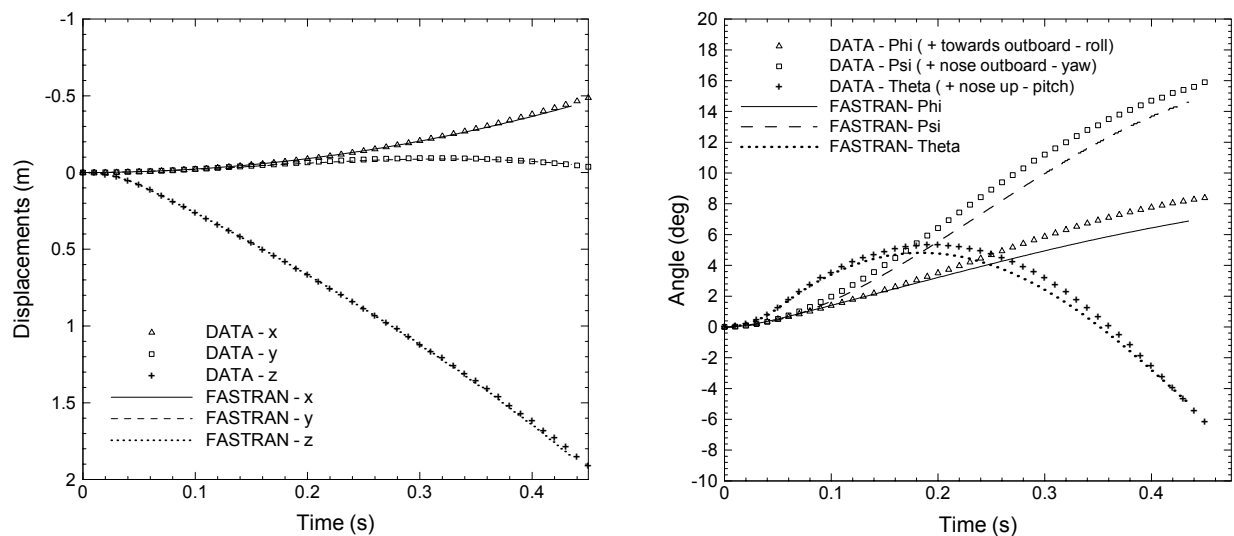 -1
-0.5
0
0.5
1
1.5
2
Displacements (m)
DATA - x
DATA - y
DATA - z
FASTRAN - x
FASTRAN - y
FASTRAN - z
0 0.1 0.2 0.3 0.4
Time (s)
20
18
16
14
12
10
8
6
4
2
0
-2
-4
-6
-8
-10
Angle (deg)
DATA - Phi ( + towards outboard - roll)
DATA - Psi ( + nose outboard - yaw)
DATA - Theta ( + nose up - pitch)
FASTRAN- Phi
FASTRAN- Psi
FASTRAN- Theta
0 0.1 0.2 0.3 0.4
Time (s)